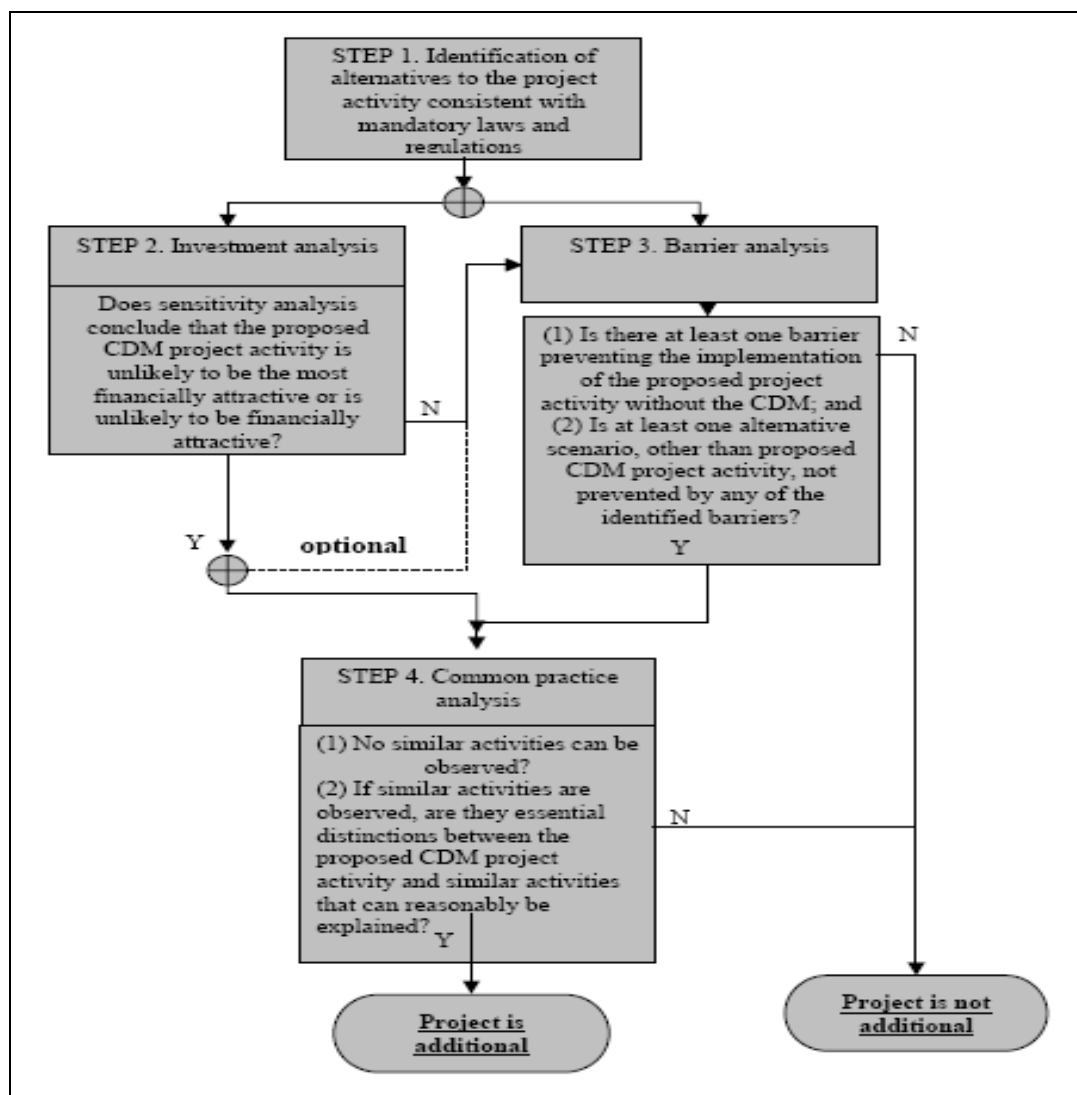 STEP 1. Identification of
alternatives to the project
activity consistent with
mandatory laws and
regulations
STEP 2. Investment analysis
Does sensitivity analysis
conclude that the proposed
CDM project activity is
unlikely to be the most
financially attractive or is
unlikely to be financially
attractive?
N
Y
optional
STEP 3. Barrier analysis
(1) Is there at least one barrier
preventing the implementation
of the proposed project
activity without the CDM; and
(2) Is at least one alternative
scenario, other than proposed
CDM project activity, not
prevented by any of the
identified barriers?
Y
N
STEP 4. Common practice
analysis
(1) No similar activities can be
observed?
(2) If similar activities are
observed, are they essential
distinctions between the
proposed CDM project
activity and similar activities
that can reasonably be
explained?
Y
N
Project is
additional
Project is not
additional